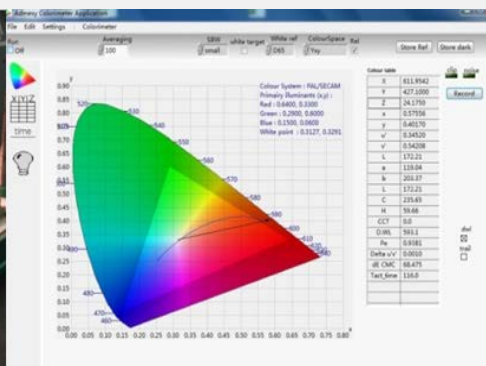 Admesy Colorimeter Application
File Edit Settings Colorimeter
Run
Off
Averaging
100
SBW
small
white target
White ref
D65
ColourSpace
Yxy
Rel
Store Ref
Store dark
XYZ
time
y
0.90
0.85
0.80
0.75
0.70
0.65
0.60
0.55
0.50
0.45
0.40
0.35
0.30
0.25
0.20
0.15
0.10
0.05
0.00
0.00 0.05 0.10 0.15 0.20 0.25 0.30 0.35 0.40 0.45 0.50 0.55 0.60 0.65 0.70 0.75 0.80
x
520
530
540
550
560
570
580
590
600
610
490
480
470
460
Colour System : PAL/SECAM
Primary Illuminants (x,y) :
Red : 0.6400, 0.3300
Green : 0.2900, 0.6000
Blue : 0.1500, 0.0600
White point : 0.3127, 0.3291
Colour table
X 611.9542
Y 427.1000
Z 24.1750
x 0.57556
y 0.40170
u' 0.34520
v' 0.54208
L 172.21
a 119.04
b 203.37
L 172.21
C 235.65
H 59.66
CCT 0.0
D.WL 593.1
Pe 0.9181
Delta u'v' 0.0010
dE CMC 68.475
Tact_time 116.0
clip noise
Record
dwl
trail